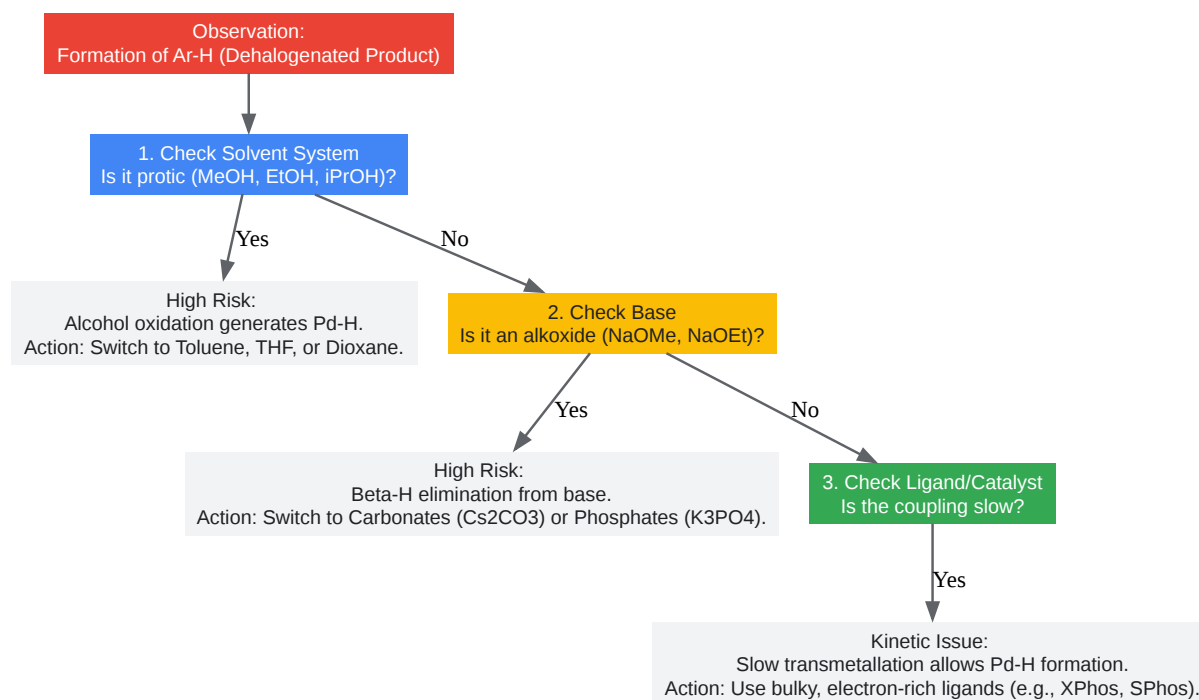 Observation:
Formation of Ar-H (Dehalogenated Product)
1. Check Solvent System
Is it protic (MeOH, EtOH, iPrOH)?
Yes
No
High Risk:
Alcohol oxidation generates Pd-H.
Action: Switch to Toluene, THF, or Dioxane.
2. Check Base
Is it an alkoxide (NaOMe, NaOEt)?
Yes
No
High Risk:
Beta-H elimination from base.
Action: Switch to Carbonates (Cs2CO3) or Phosphates (K3PO4).
3. Check Ligand/Catalyst
Is the coupling slow?
Yes
Kinetic Issue:
Slow transmetallation allows Pd-H formation.
Action: Use bulky, electron-rich ligands (e.g., XPhos, SPhos).